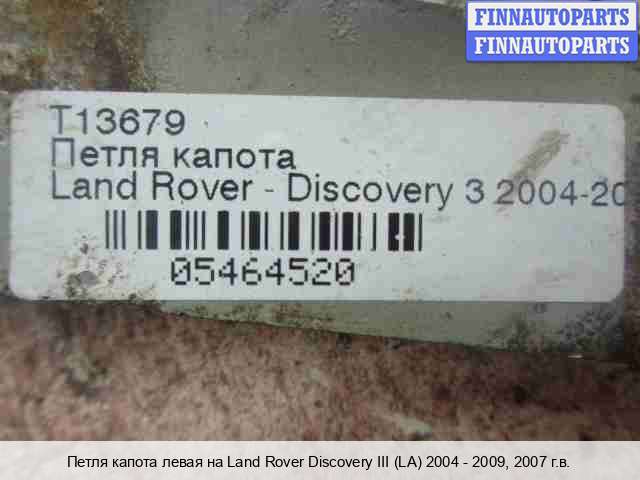 FINNAUTOPARTS
FINNAUTOPARTS
T13679
Петля капота
Land Rover - Discovery 3 2004-20
05464520
Петля капота левая на Land Rover Discovery III (LA) 2004 - 2009, 2007 г.в.